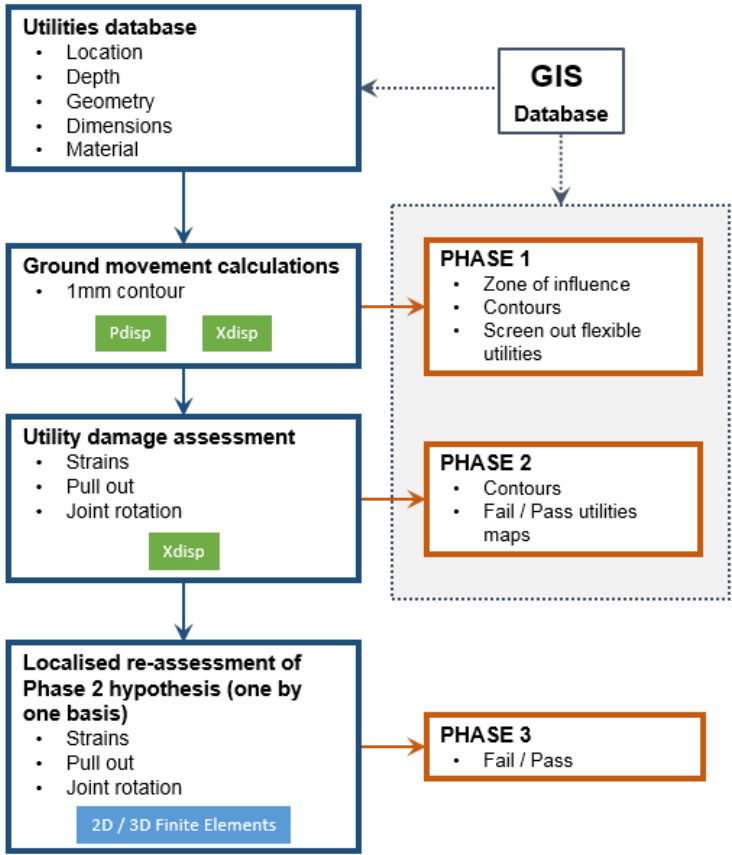 Utilities database
• Location
• Depth
• Geometry
• Dimensions
• Material
GIS
Database
Ground movement calculations
• 1mm contour
Pdisp Xdisp
PHASE 1
• Zone of influence
• Contours
• Screen out flexible
utilities
Utility damage assessment
• Strains
• Pull out
• Joint rotation
Xdisp
PHASE 2
• Contours
• Fail / Pass utilities
maps
Localised re-assessment of
Phase 2 hypothesis (one by
one basis)
• Strains
• Pull out
• Joint rotation
2D / 3D Finite Elements
PHASE 3
• Fail / Pass